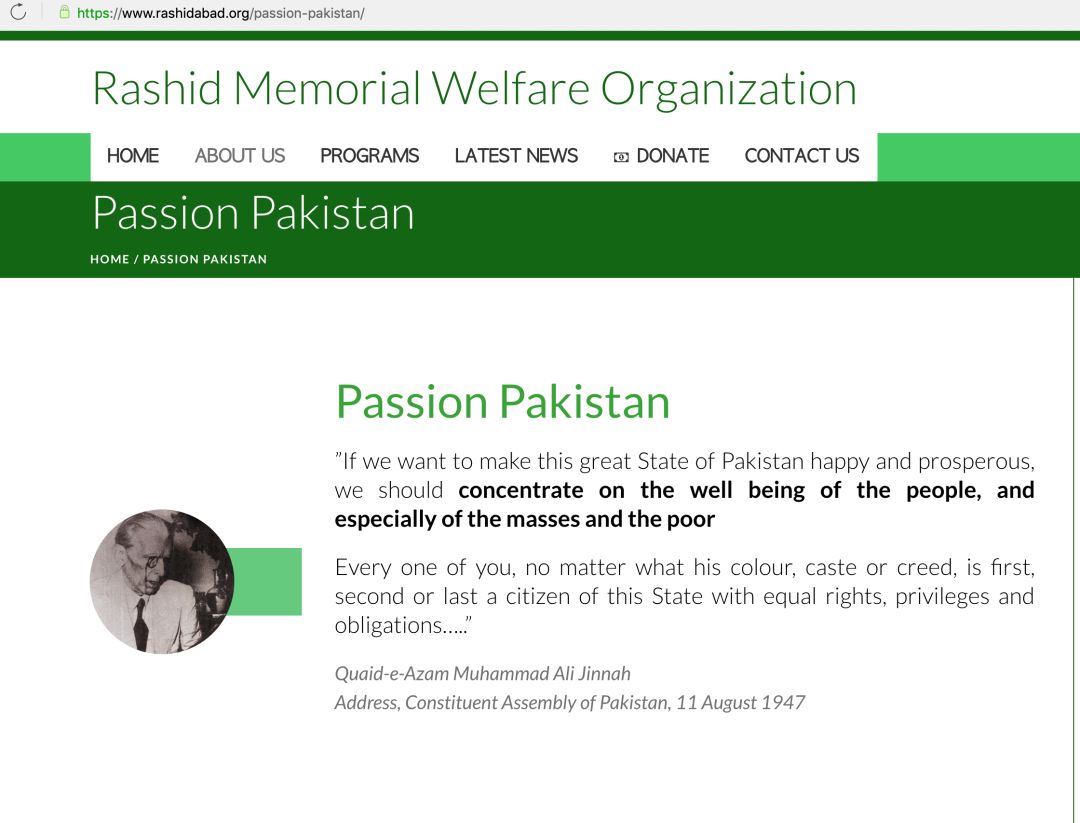 https://www.rashidabad.org/passion-pakistan/
Rashid Memorial Welfare Organization
HOME ABOUT US PROGRAMS LATEST NEWS DONATE CONTACT US
Passion Pakistan
HOME / PASSION PAKISTAN
Passion Pakistan
”If we want to make this great State of Pakistan happy and prosperous,
we should concentrate on the well being of the people, and
especially of the masses and the poor
Every one of you, no matter what his colour, caste or creed, is first,
second or last a citizen of this State with equal rights, privileges and
obligations…..”
Quaid-e-Azam Muhammad Ali Jinnah
Address, Constituent Assembly of Pakistan, 11 August 1947